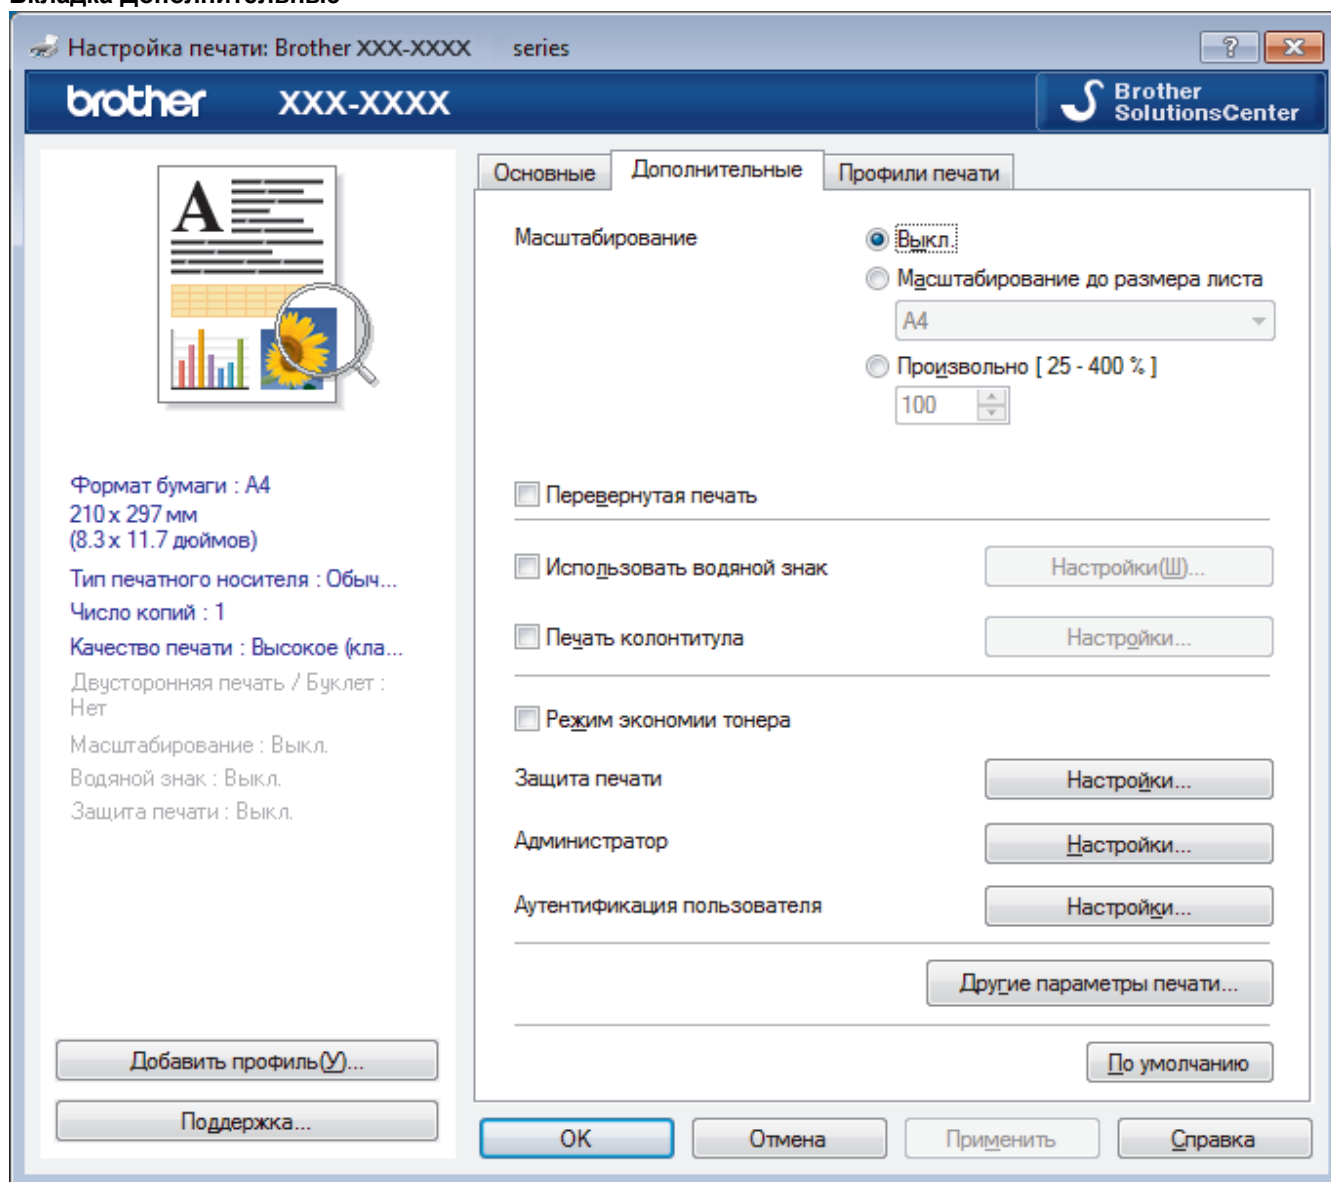 Вкладка Дополнительные
Настройка печати: Brother XXX-XXXX series
brother XXX-XXXX
Brother
SolutionsCenter
A
Формат бумаги : A4
210 x 297 мм
(8.3 x 11.7 дюймов)
Тип печатного носителя : Обыч...
Число копий : 1
Качество печати : Высокое (кла...
Двусторонняя печать / Буклет :
Нет
Масштабирование : Выкл.
Водяной знак : Выкл.
Защита печати : Выкл.
Добавить профиль(У)...
Поддержка...
Основные Дополнительные Профили печати
Масштабирование
Выкл.
Масштабирование до размера листа
A4
Произвольно [ 25 - 400 % ]
100
Перевернутая печать
Использовать водяной знак Настройки(Ш)...
Печать колонтитула Настройки...
Режим экономии тонера
Защита печати Настройки...
Администратор Настройки...
Аутентификация пользователя Настройки...
Другие параметры печати...
По умолчанию
OK Отмена Применить Справка